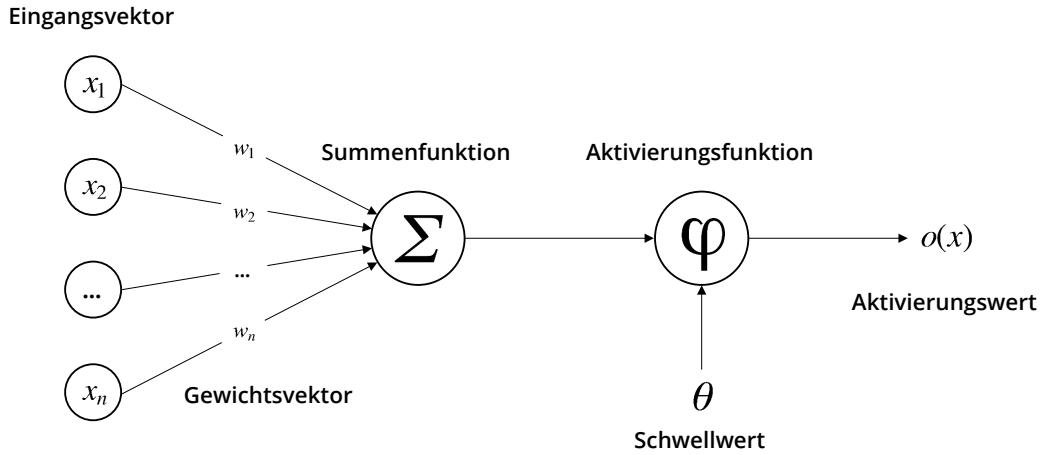 Eingangsvektor
x₁
w₁
Summenfunktion
Aktivierungsfunktion
x₂
w₂
Σ
φ
o(x)
...
...
Aktivierungswert
wₙ
xₙ
Gewichtsvektor
θ
Schwellwert